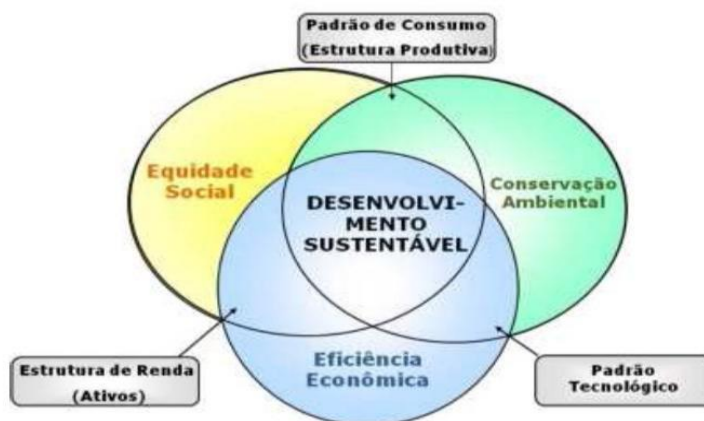 Padrão de Consumo
(Estrutura Produtiva)
Equidade
Social
Conservação
Ambiental
DESENVOLVI-
MENTO
SUSTENTÁVEL
Estrutura de Renda
(Ativos)
Eficiência
Econômica
Padrão
Tecnológico